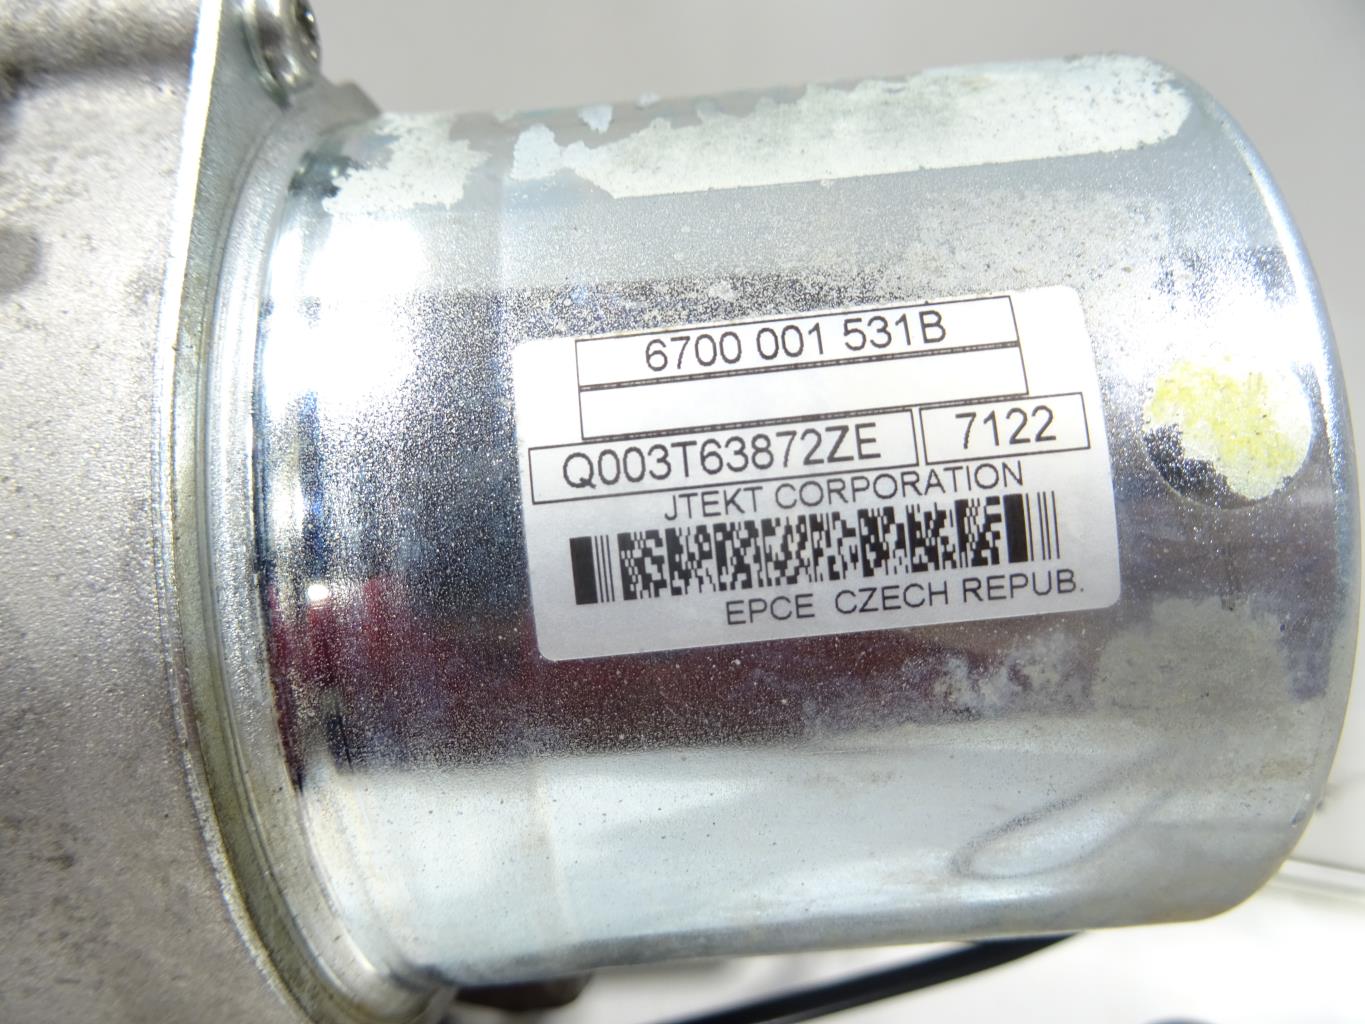 6700 001 531B
Q003T63872ZE 7122
JTEKT CORPORATION
EPCE CZECH REPUB.